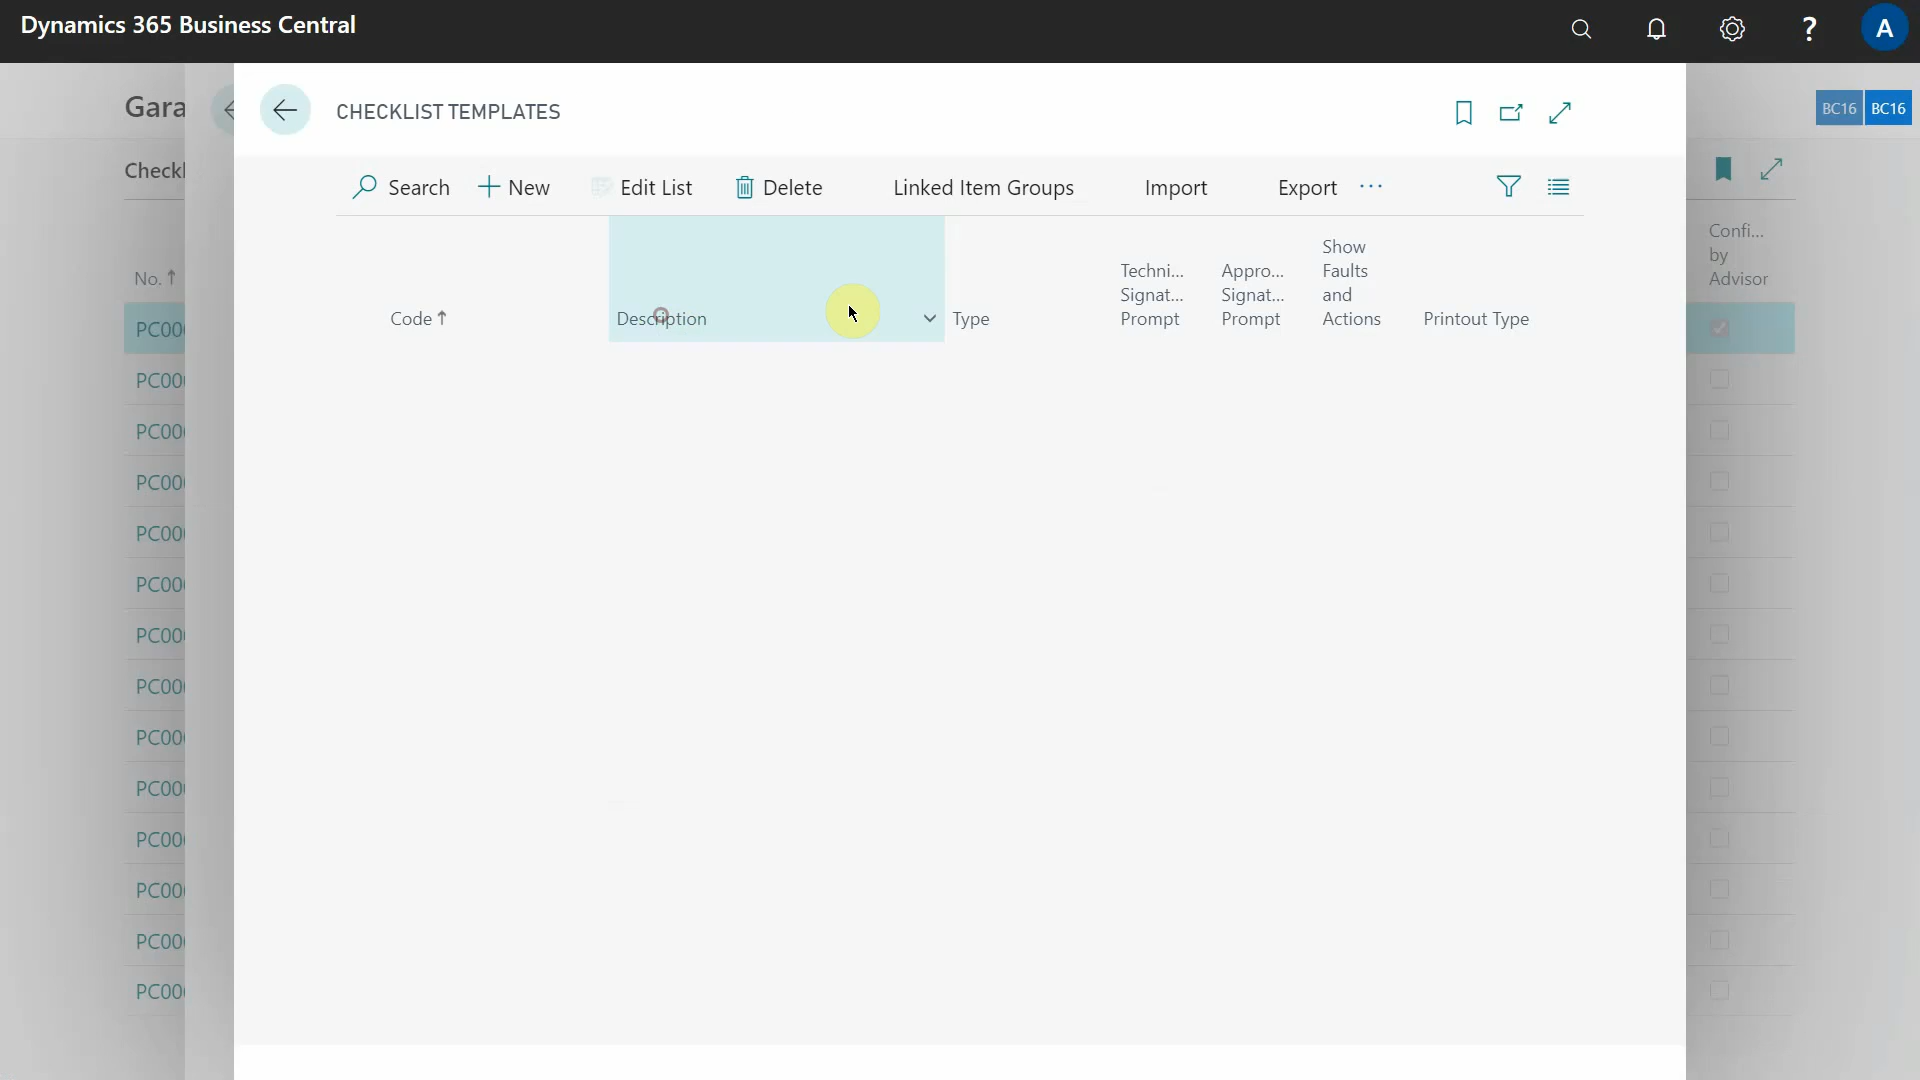 Dynamics 365 Business Central
?
A
Gara
CHECKLIST TEMPLATES
BC16
BC16
Checkl
Search
New
Edit List
Delete
Linked Item Groups
Import
Export
...
No.
Code
Description
Type
Techni...
Signat...
Prompt
Appro...
Signat...
Prompt
Show
Faults
and
Actions
Printout Type
Confi...
by
Advisor
PC00
PC00
PC00
PC00
PC00
PC00
PC00
PC00
PC00
PC00
PC00
PC00
PC00
PC00